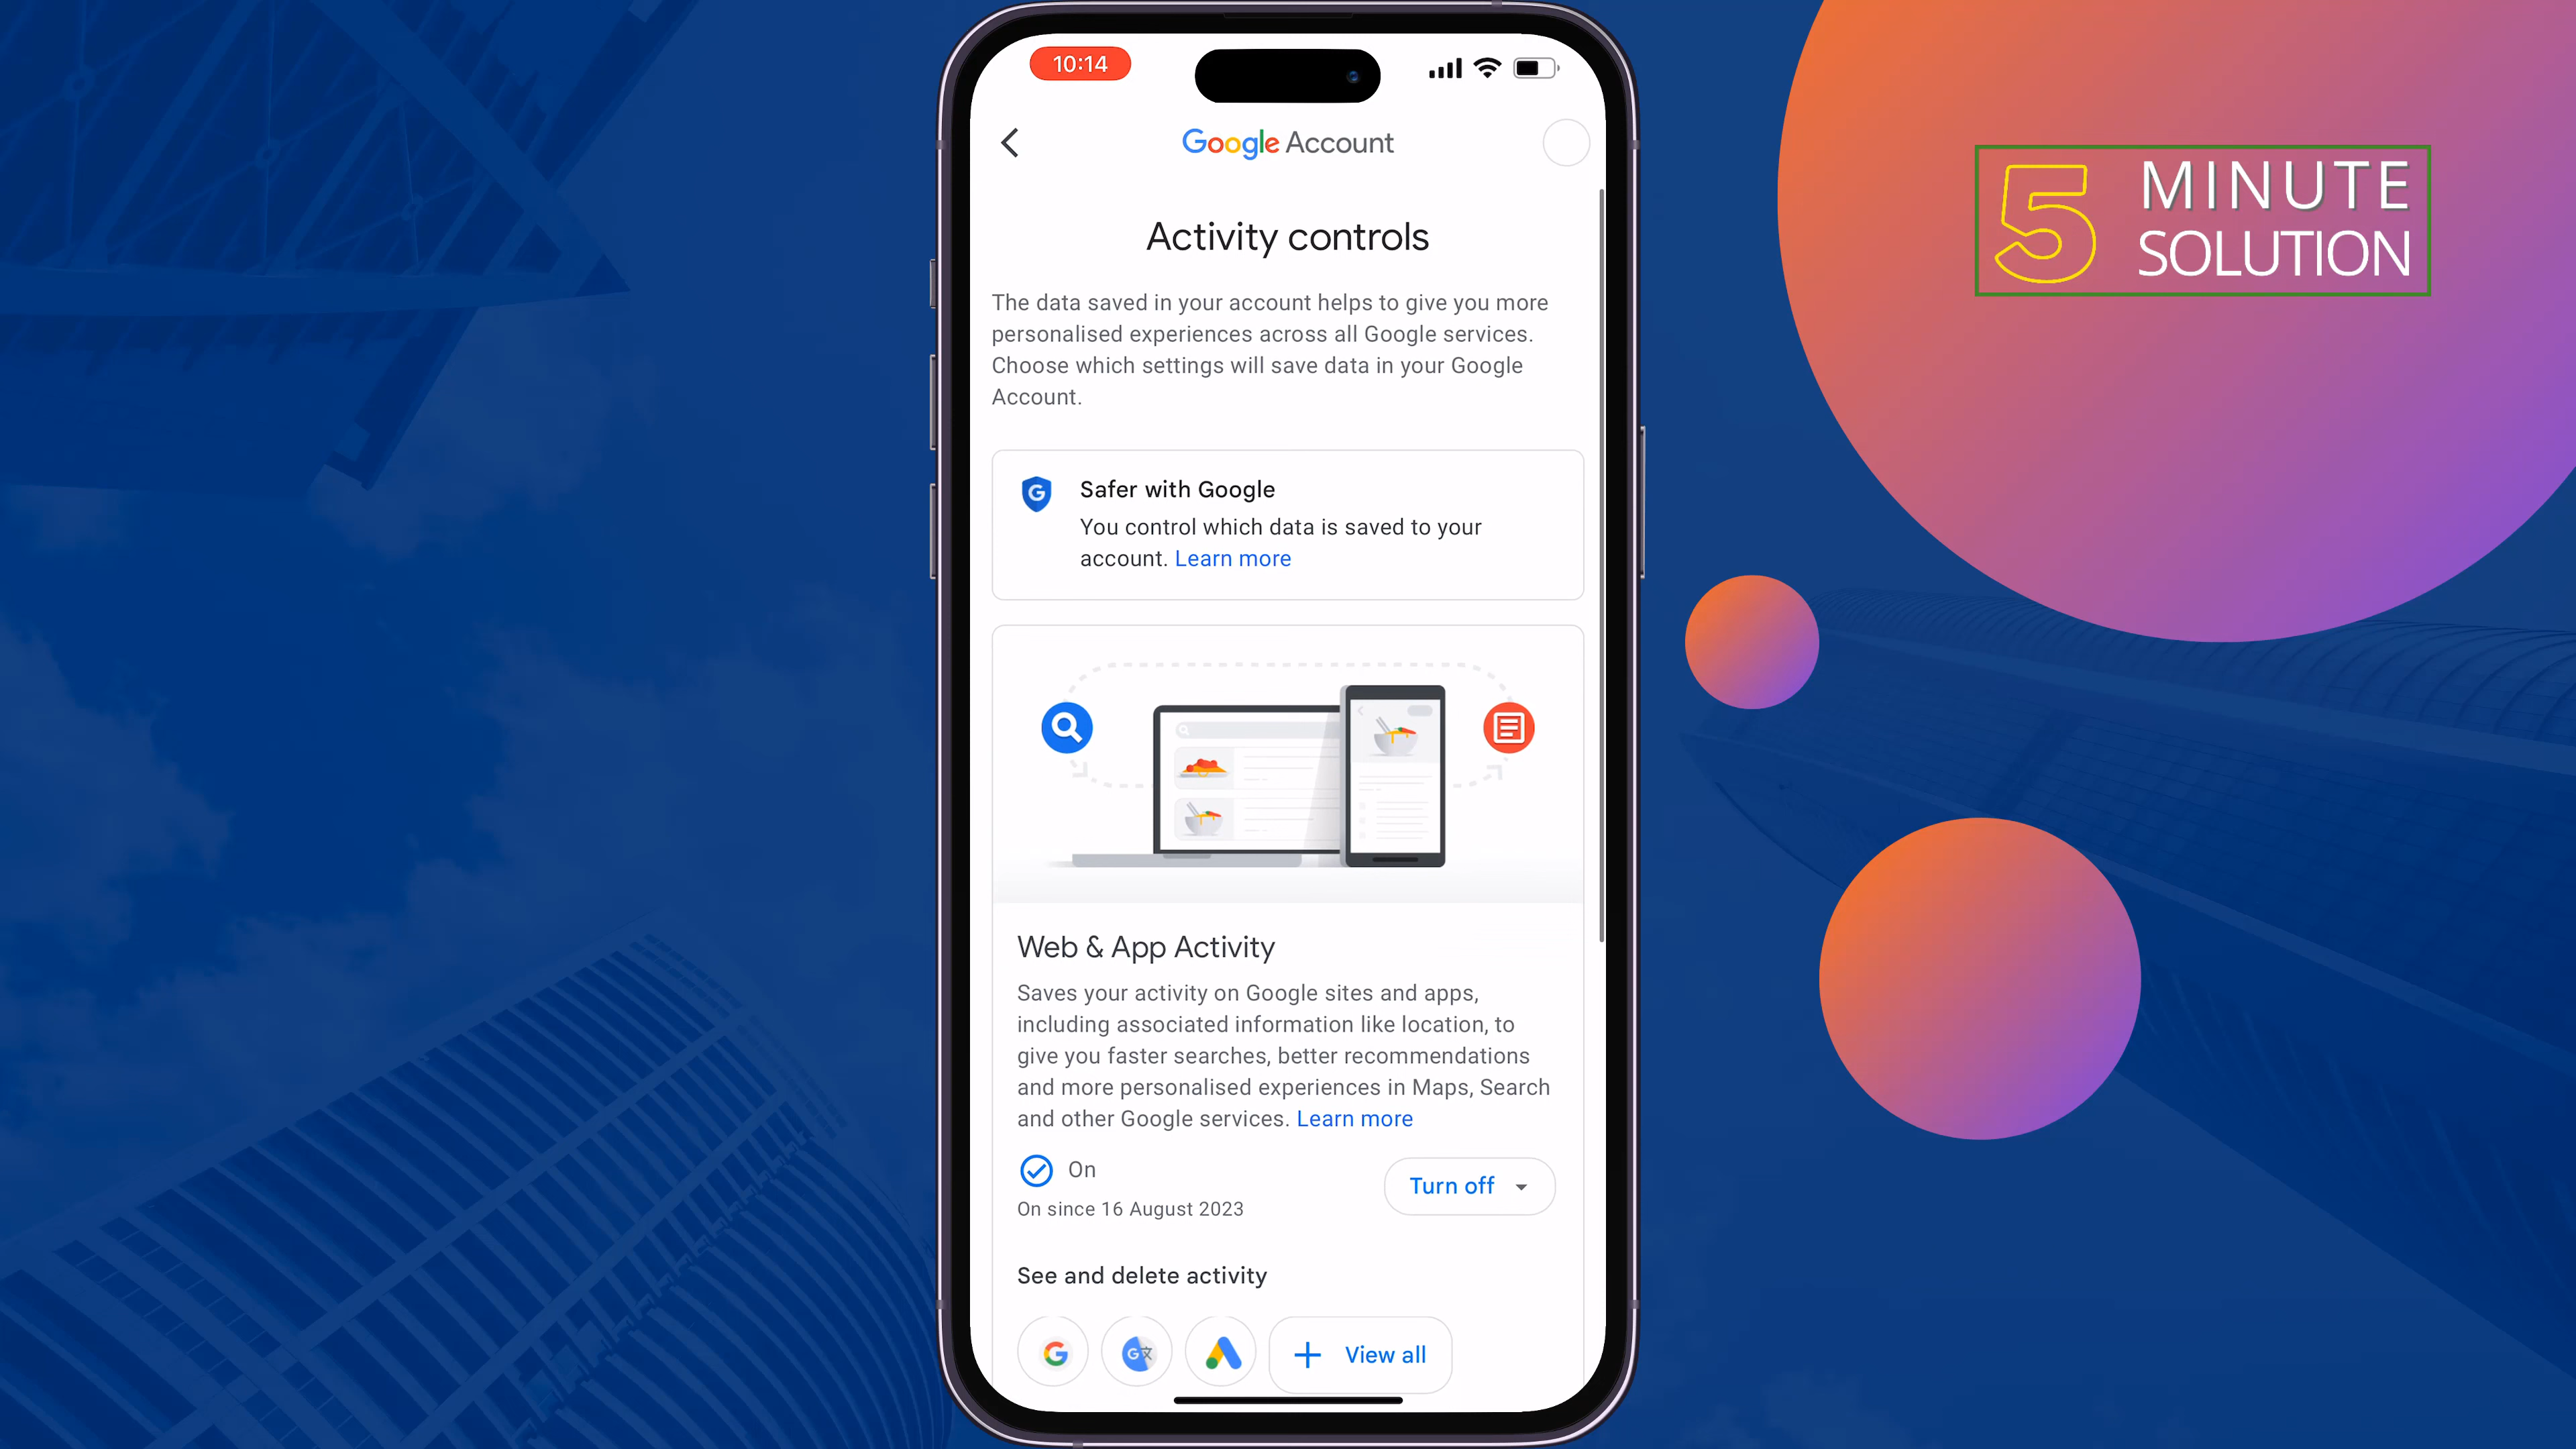 10:14
Google Account
Activity controls
The data saved in your account helps to give you more
personalised experiences across all Google services.
Choose which settings will save data in your Google
Account.
G
Safer with Google
You control which data is saved to your
account. Learn more
Web & App Activity
Saves your activity on Google sites and apps,
including associated information like location, to
give you faster searches, better recommendations
and more personalised experiences in Maps, Search
and other Google services. Learn more
On
Turn off
On since 16 August 2023
See and delete activity
G
G文
View all
5 MINUTE
SOLUTION